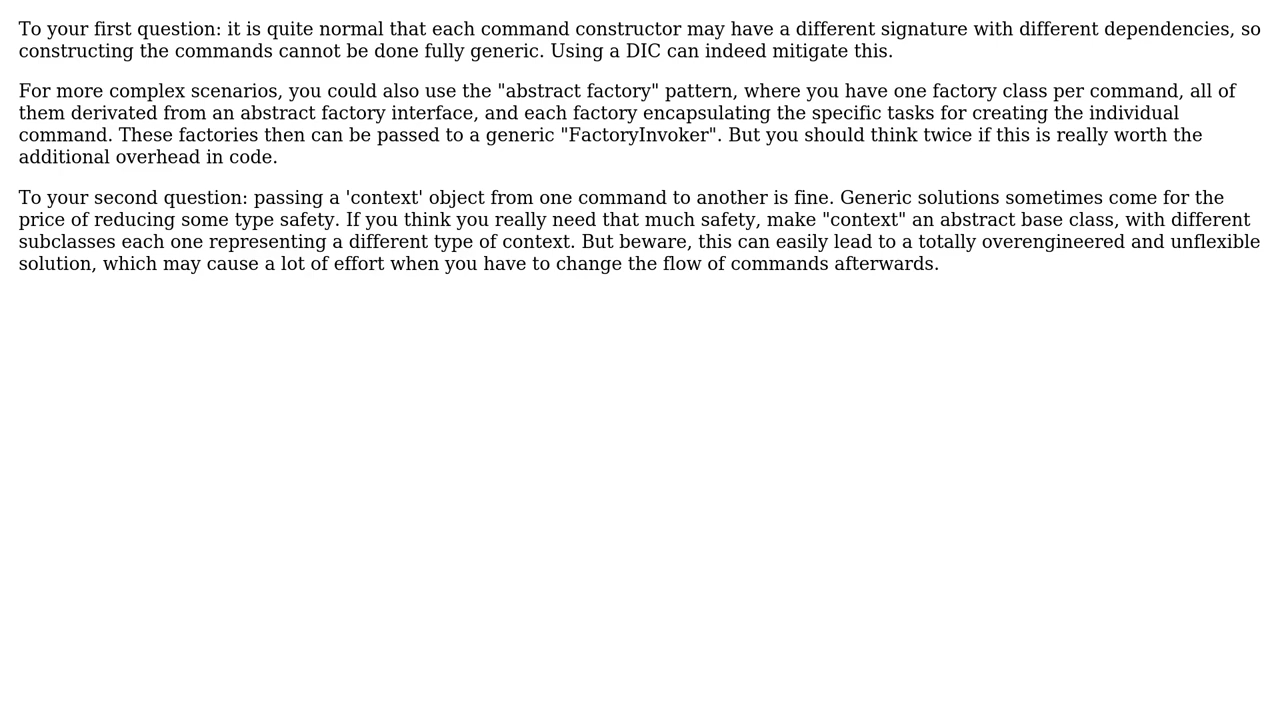 To your first question: it is quite normal that each command constructor may have a different signature with different dependencies, so
constructing the commands cannot be done fully generic. Using a DIC can indeed mitigate this.
For more complex scenarios, you could also use the "abstract factory" pattern, where you have one factory class per command, all of
them derivated from an abstract factory interface, and each factory encapsulating the specific tasks for creating the individual
command. These factories then can be passed to a generic "FactoryInvoker". But you should think twice if this is really worth the
additional overhead in code.
To your second question: passing a 'context' object from one command to another is fine. Generic solutions sometimes come for the
price of reducing some type safety. If you think you really need that much safety, make "context" an abstract base class, with different
subclasses each one representing a different type of context. But beware, this can easily lead to a totally overengineered and unflexible
solution, which may cause a lot of effort when you have to change the flow of commands afterwards.